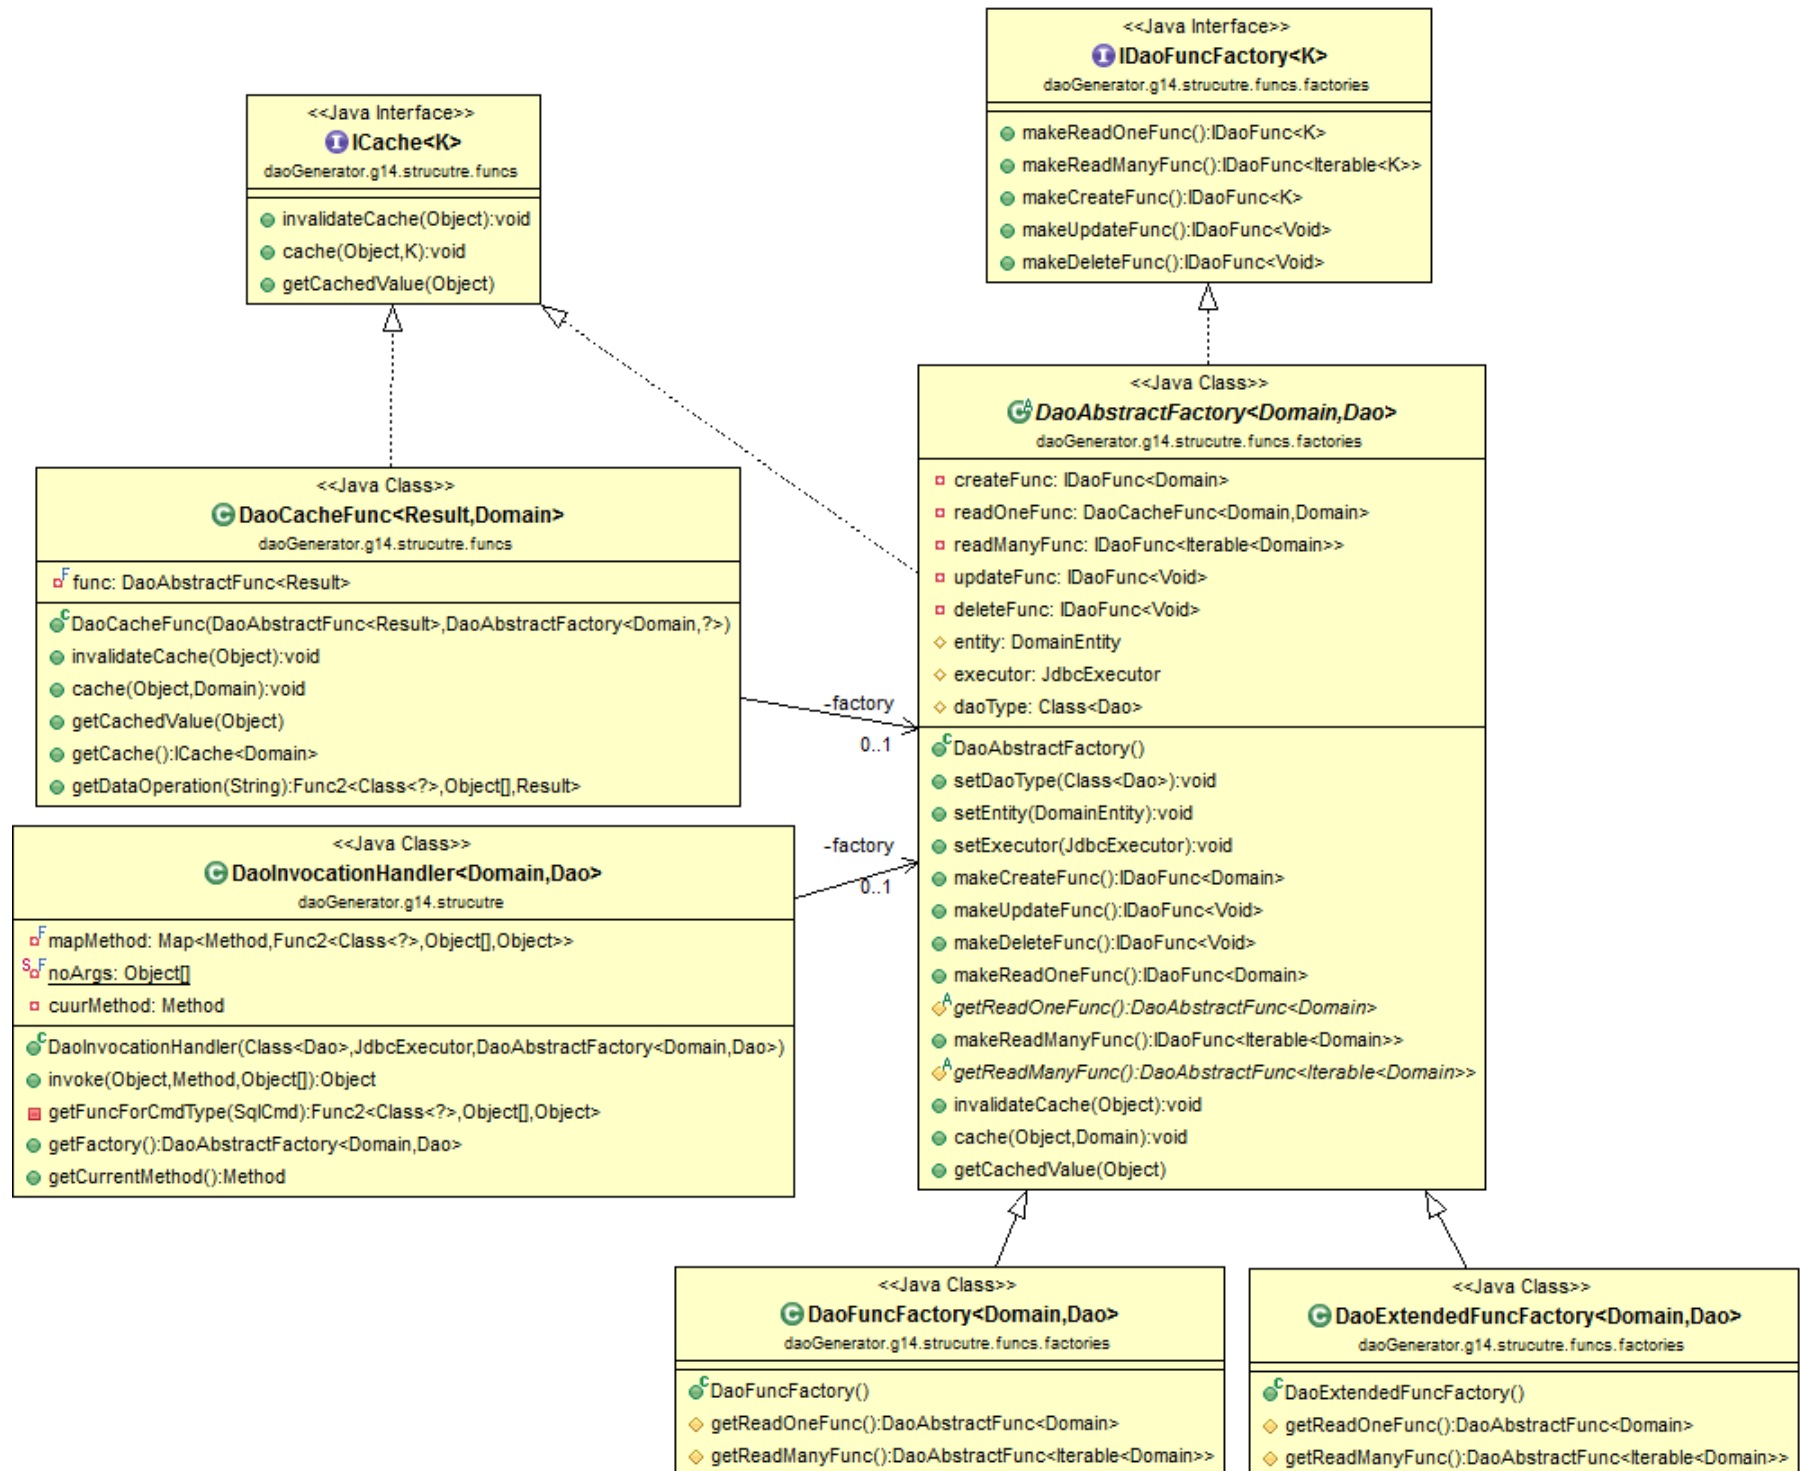 <<Java Interface>>
IDaoFuncFactory<K>
daoGenerator.g14.strucutre.funcs.factories
makeReadOneFunc():IDaoFunc<K>
makeReadManyFunc():IDaoFunc<Iterable<K>>
makeCreateFunc():IDaoFunc<K>
makeUpdateFunc():IDaoFunc<Void>
makeDeleteFunc():IDaoFunc<Void>
<<Java Interface>>
ICache<K>
daoGenerator.g14.strucutre.funcs
invalidateCache(Object):void
cache(Object,K):void
getCachedValue(Object)
<<Java Class>>
DaoCacheFunc<Result,Domain>
daoGenerator.g14.strucutre.funcs
func: DaoAbstractFunc<Result>
DaoCacheFunc(DaoAbstractFunc<Result>,DaoAbstractFactory<Domain,?>)
invalidateCache(Object):void
cache(Object,Domain):void
getCachedValue(Object)
getCache():ICache<Domain>
getDataOperation(String):Func2<Class<?>,Object[],Result>
-factory
0..1
<<Java Class>>
DaoAbstractFactory<Domain,Dao>
daoGenerator.g14.strucutre.funcs.factories
createFunc: IDaoFunc<Domain>
readOneFunc: DaoCacheFunc<Domain,Domain>
readManyFunc: IDaoFunc<Iterable<Domain>>
updateFunc: IDaoFunc<Void>
deleteFunc: IDaoFunc<Void>
entity: DomainEntity
executor: JdbcExecutor
daoType: Class<Dao>
DaoAbstractFactory()
setDaoType(Class<Dao>):void
setEntity(DomainEntity):void
setExecutor(JdbcExecutor):void
makeCreateFunc():IDaoFunc<Domain>
makeUpdateFunc():IDaoFunc<Void>
makeDeleteFunc():IDaoFunc<Void>
makeReadOneFunc():IDaoFunc<Domain>
getReadOneFunc():DaoAbstractFunc<Domain>
makeReadManyFunc():IDaoFunc<Iterable<Domain>>
getReadManyFunc():DaoAbstractFunc<Iterable<Domain>>
invalidateCache(Object):void
cache(Object,Domain):void
getCachedValue(Object)
<<Java Class>>
DaoInvocationHandler<Domain,Dao>
daoGenerator.g14.strucutre
mapMethod: Map<Method,Func2<Class<?>,Object[],Object>>
noArgs: Object[]
cuurMethod: Method
DaoInvocationHandler(Class<Dao>,JdbcExecutor,DaoAbstractFactory<Domain,Dao>)
invoke(Object,Method,Object[]):Object
getFuncForCmdType(SqlCmd):Func2<Class<?>,Object[],Object>
getFactory():DaoAbstractFactory<Domain,Dao>
getCurrentMethod():Method
-factory
0..1
<<Java Class>>
DaoFuncFactory<Domain,Dao>
daoGenerator.g14.strucutre.funcs.factories
DaoFuncFactory()
getReadOneFunc():DaoAbstractFunc<Domain>
getReadManyFunc():DaoAbstractFunc<Iterable<Domain>>
<<Java Class>>
DaoExtendedFuncFactory<Domain,Dao>
daoGenerator.g14.strucutre.funcs.factories
DaoExtendedFuncFactory()
getReadOneFunc():DaoAbstractFunc<Domain>
getReadManyFunc():DaoAbstractFunc<Iterable<Domain>>